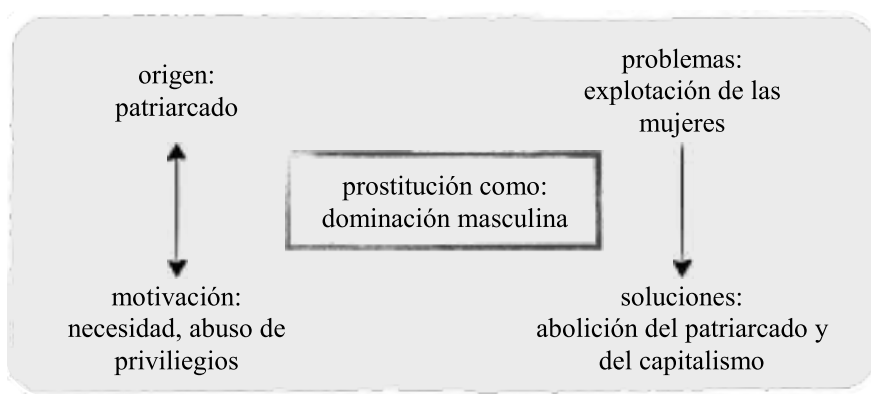 origen:
patriarcado
problemas:
explotación de las
mujeres
prostitución como:
dominación masculina
motivación:
necesidad, abuso de
priviliegios
soluciones:
abolición del patriarcado y
del capitalismo